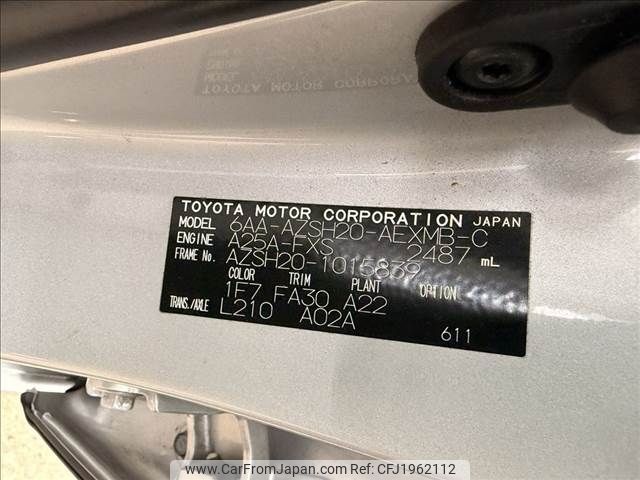 TOYOTA MOTOR CORPORATION JAPAN
MODEL 6AA-AZSH20-AEXMB-C
ENGINE A25A-FXS 2487 mL
FRAME No. AZSH20-1015839
COLOR TRIM PLANT OPTION
1F7 FA30 A22
TRANS./AXLE L210 A02A
611
www.CarFromJapan.com Ref: CFJ1962112